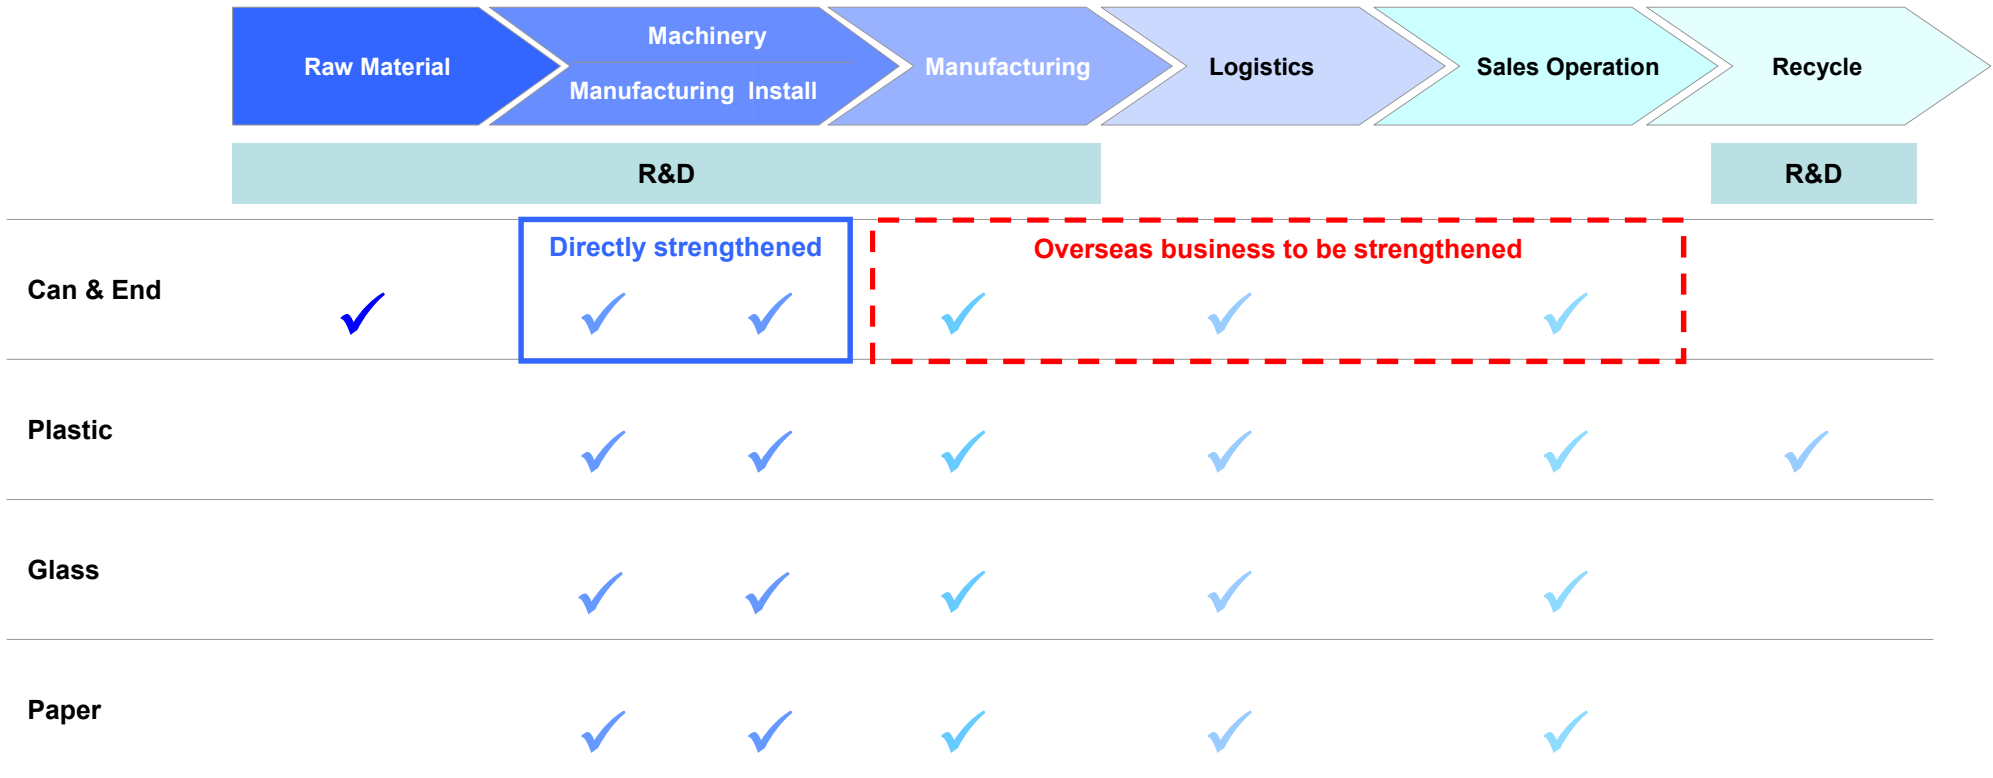 Raw Material
Machinery
Manufacturing Install
Manufacturing
Logistics
Sales Operation
Recycle
R&D
R&D
Directly strengthened
Overseas business to be strengthened
Can & End
Plastic
Glass
Paper